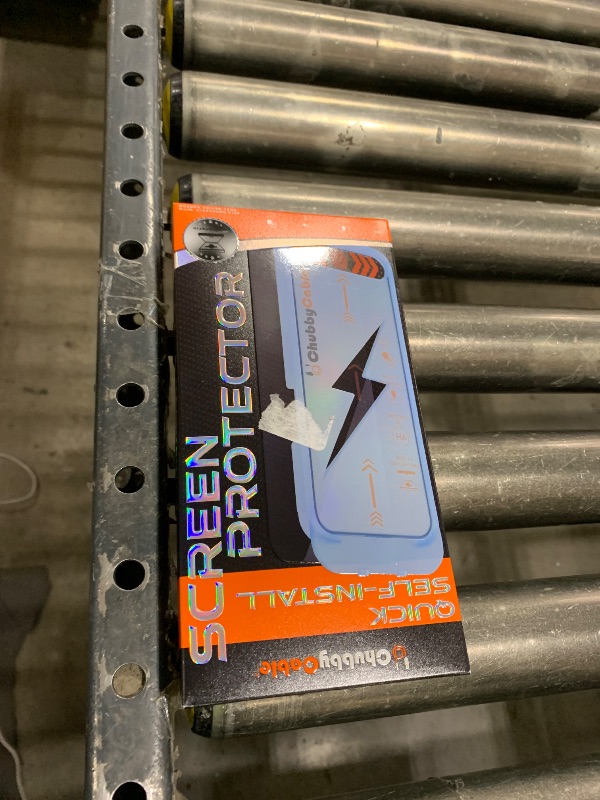 SCREEN
PROTECTOR
ChubbyCable
QUICK
SELF-INSTALL
ChubbyCable